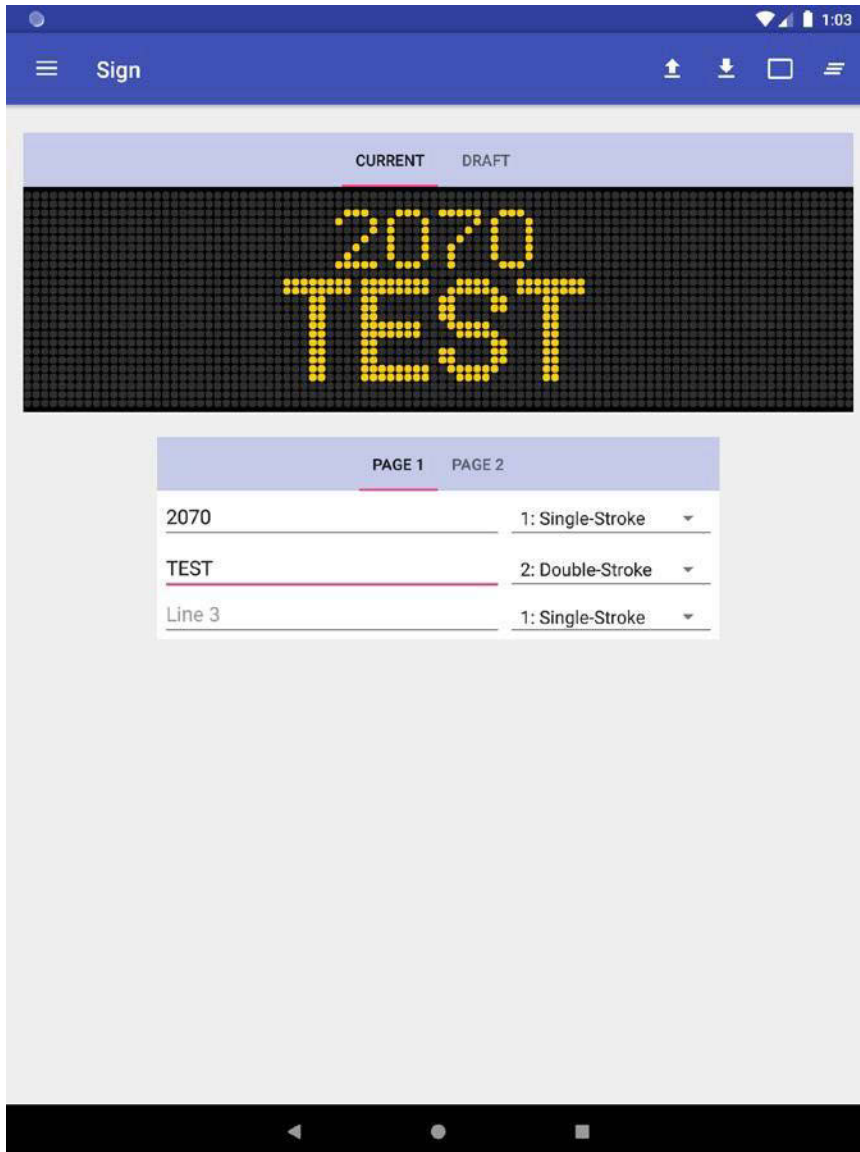 1:03
Sign
CURRENT DRAFT
2070
TEST
PAGE 1 PAGE 2
2070 1: Single-Stroke
TEST 2: Double-Stroke
Line 3 1: Single-Stroke